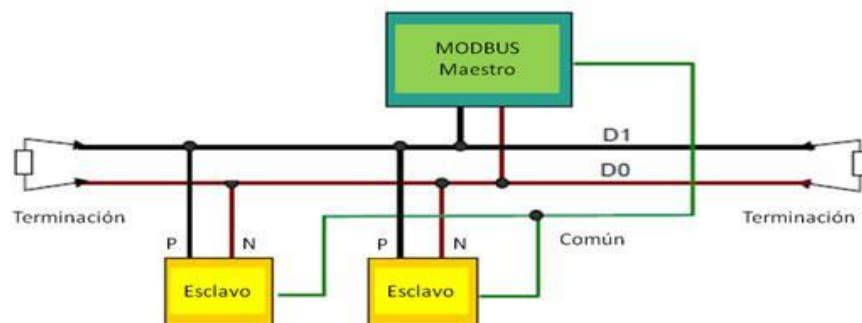 MODBUS
Maestro
D1
D0
Terminación
Terminación
P
N
P
N
Común
Esclavo
Esclavo